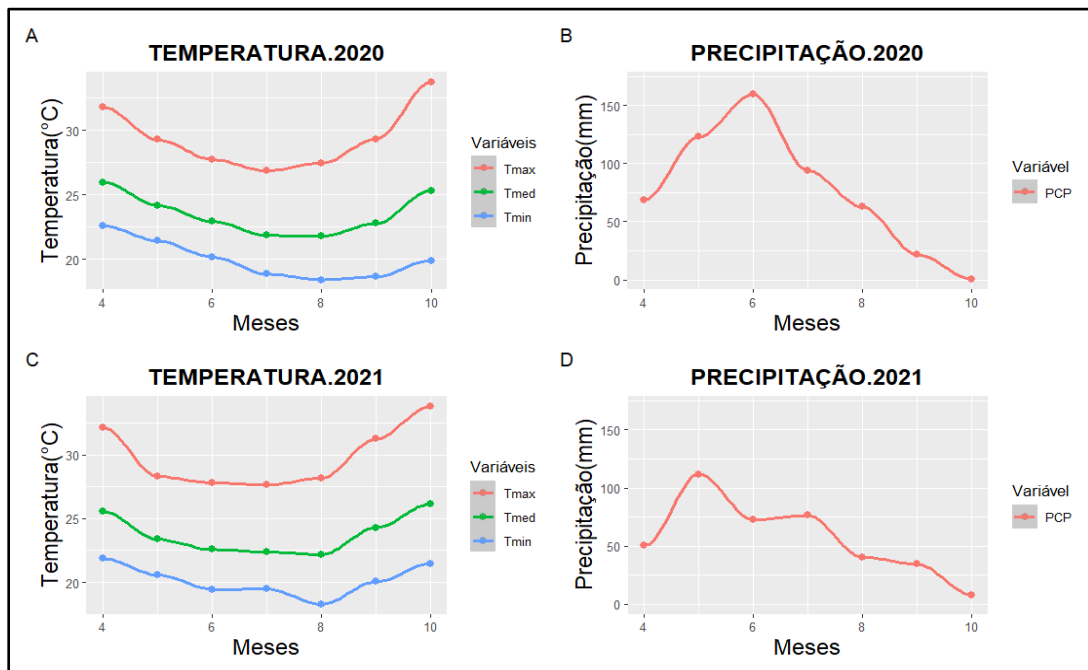 A
TEMPERATURA.2020
Temperatura(°C)
30
25
20
4
6
8
10
Meses
Variáveis
Tmax
Tmed
Tmin
B
PRECIPITAÇÃO.2020
Precipitação(mm)
150
100
50
0
4
6
8
10
Meses
Variável
PCP
C
TEMPERATURA.2021
Temperatura(°C)
30
25
20
4
6
8
10
Meses
Variáveis
Tmax
Tmed
Tmin
D
PRECIPITAÇÃO.2021
Precipitação(mm)
150
100
50
0
4
6
8
10
Meses
Variável
PCP